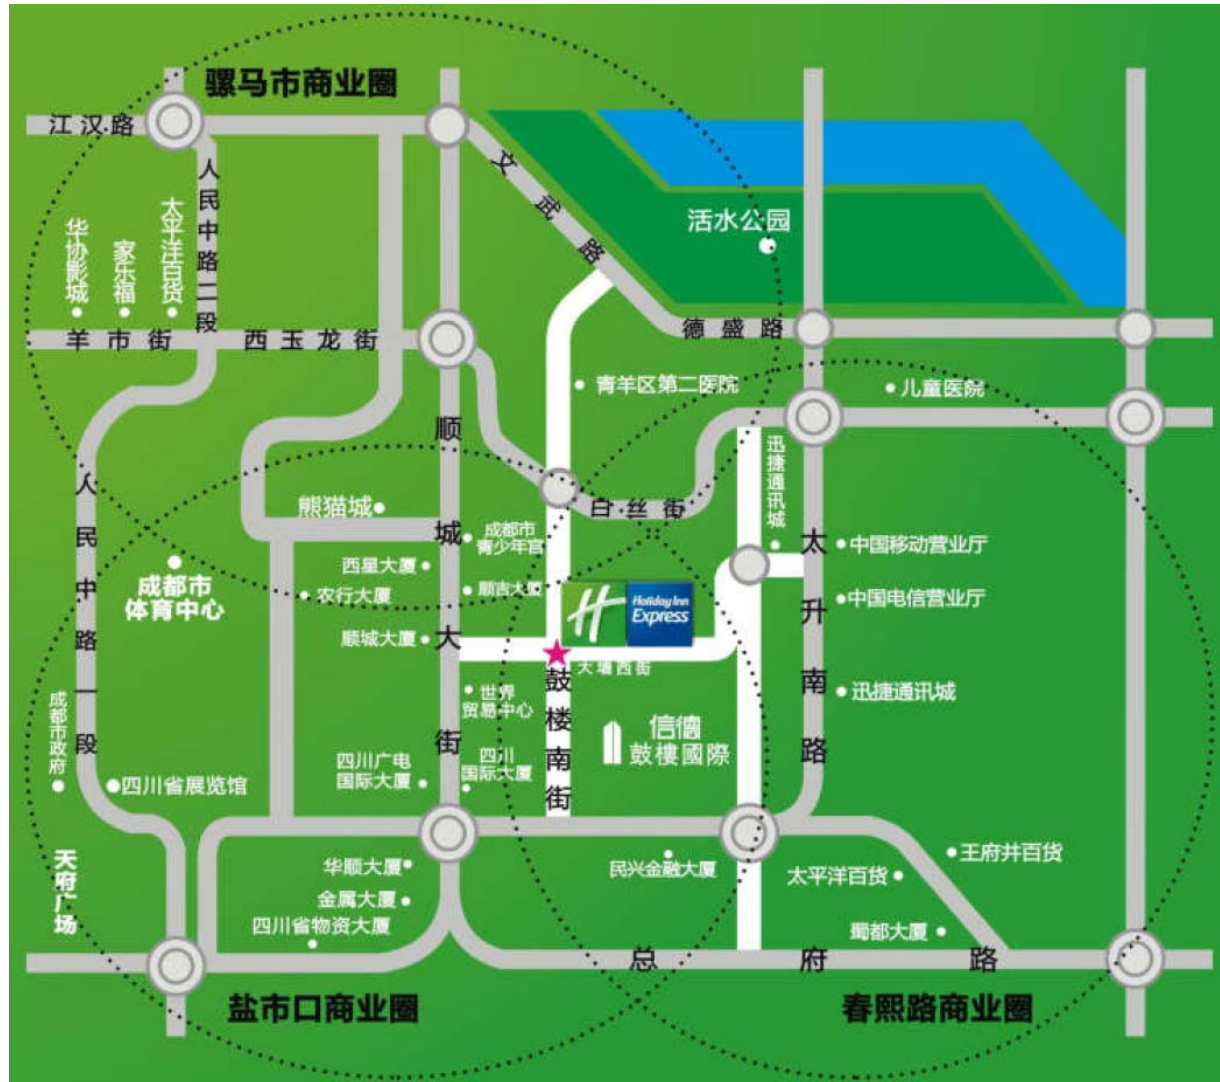 骡马市商业圈
江汉路
文武路
人民中路二段
华协影城
家乐福
太平洋百货
活水公园
羊市街
西玉龙街
德盛路
青羊区第二医院
儿童医院
顺城大街
迅捷通讯城
人民中路一段
熊猫城
白丝街
成都市
青少年宫
太升南路
中国移动营业厅
西星大厦
成都市
体育中心
农行大厦
顺吉大厦
Holiday Inn
Express
中国电信营业厅
顺城大厦
大墙西街
鼓楼南街
世界
贸易中心
迅捷通讯城
成都市政府
信德
鼓樓國際
四川广电
国际大厦
四川
国际大厦
四川省展览馆
天府广场
华顺大厦
民兴金融大厦
太平洋百货
王府井百货
金属大厦
四川省物资大厦
蜀都大厦
总府路
盐市口商业圈
春熙路商业圈